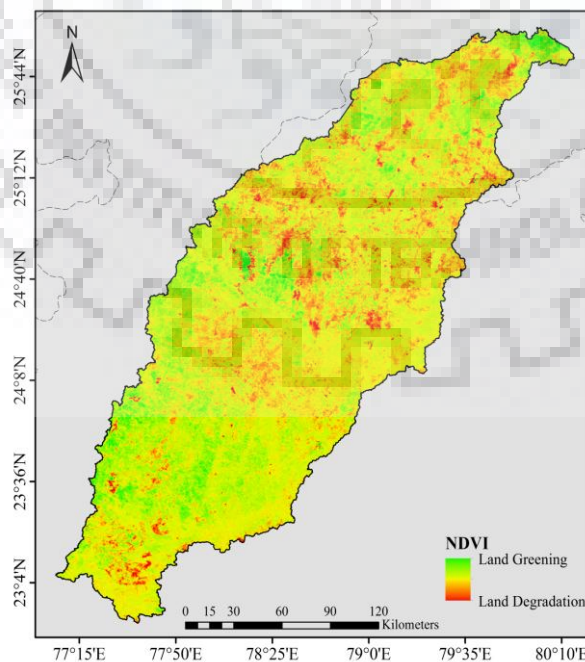 N
25°44'N
25°12'N
24°40'N
24°8'N
23°36'N
23°4'N
NDVI
Land Greening
Land Degradation
0 15 30 60 90 120
Kilometers
77°15'E 77°50'E 78°25'E 79°0'E 79°35'E 80°10'E